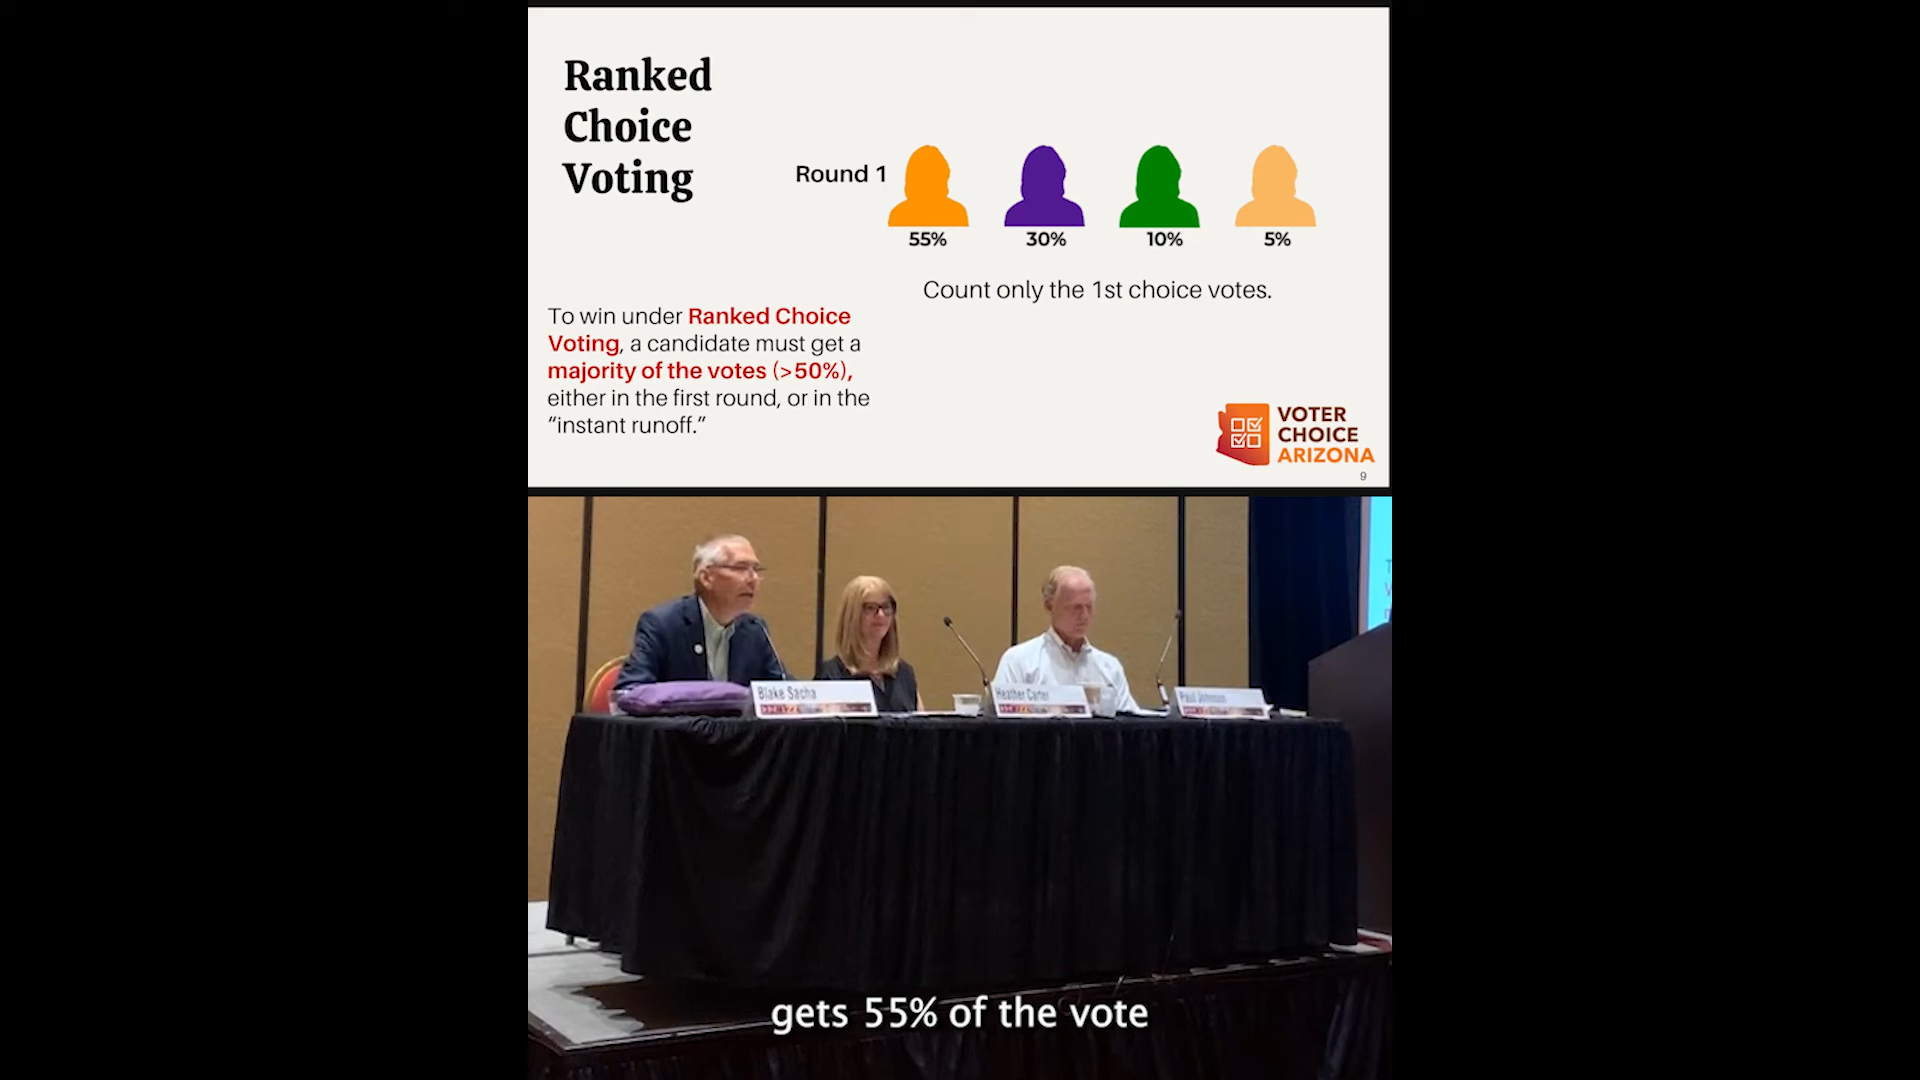 Ranked
Choice
Voting
Round 1
55%
30%
10%
5%
Count only the 1st choice votes.
To win under Ranked Choice
Voting, a candidate must get a
majority of the votes (>50%),
either in the first round, or in the
“instant runoff.”
VOTER
CHOICE
ARIZONA
9
Blake Sacha
Heather Carter
Paul Johnson
gets 55% of the vote